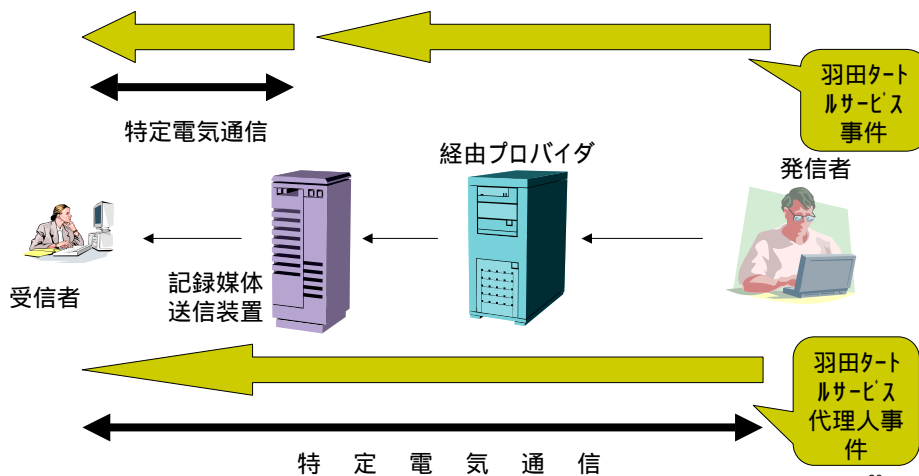 羽田ﾀｰﾄ
ﾙｻｰﾋﾞｽ
事件
特定電気通信
経由プロバイダ
発信者
受信者
記録媒体
送信装置
羽田ﾀｰﾄ
ﾙｻｰﾋﾞｽ
代理人事
件
特 定 電 気 通 信